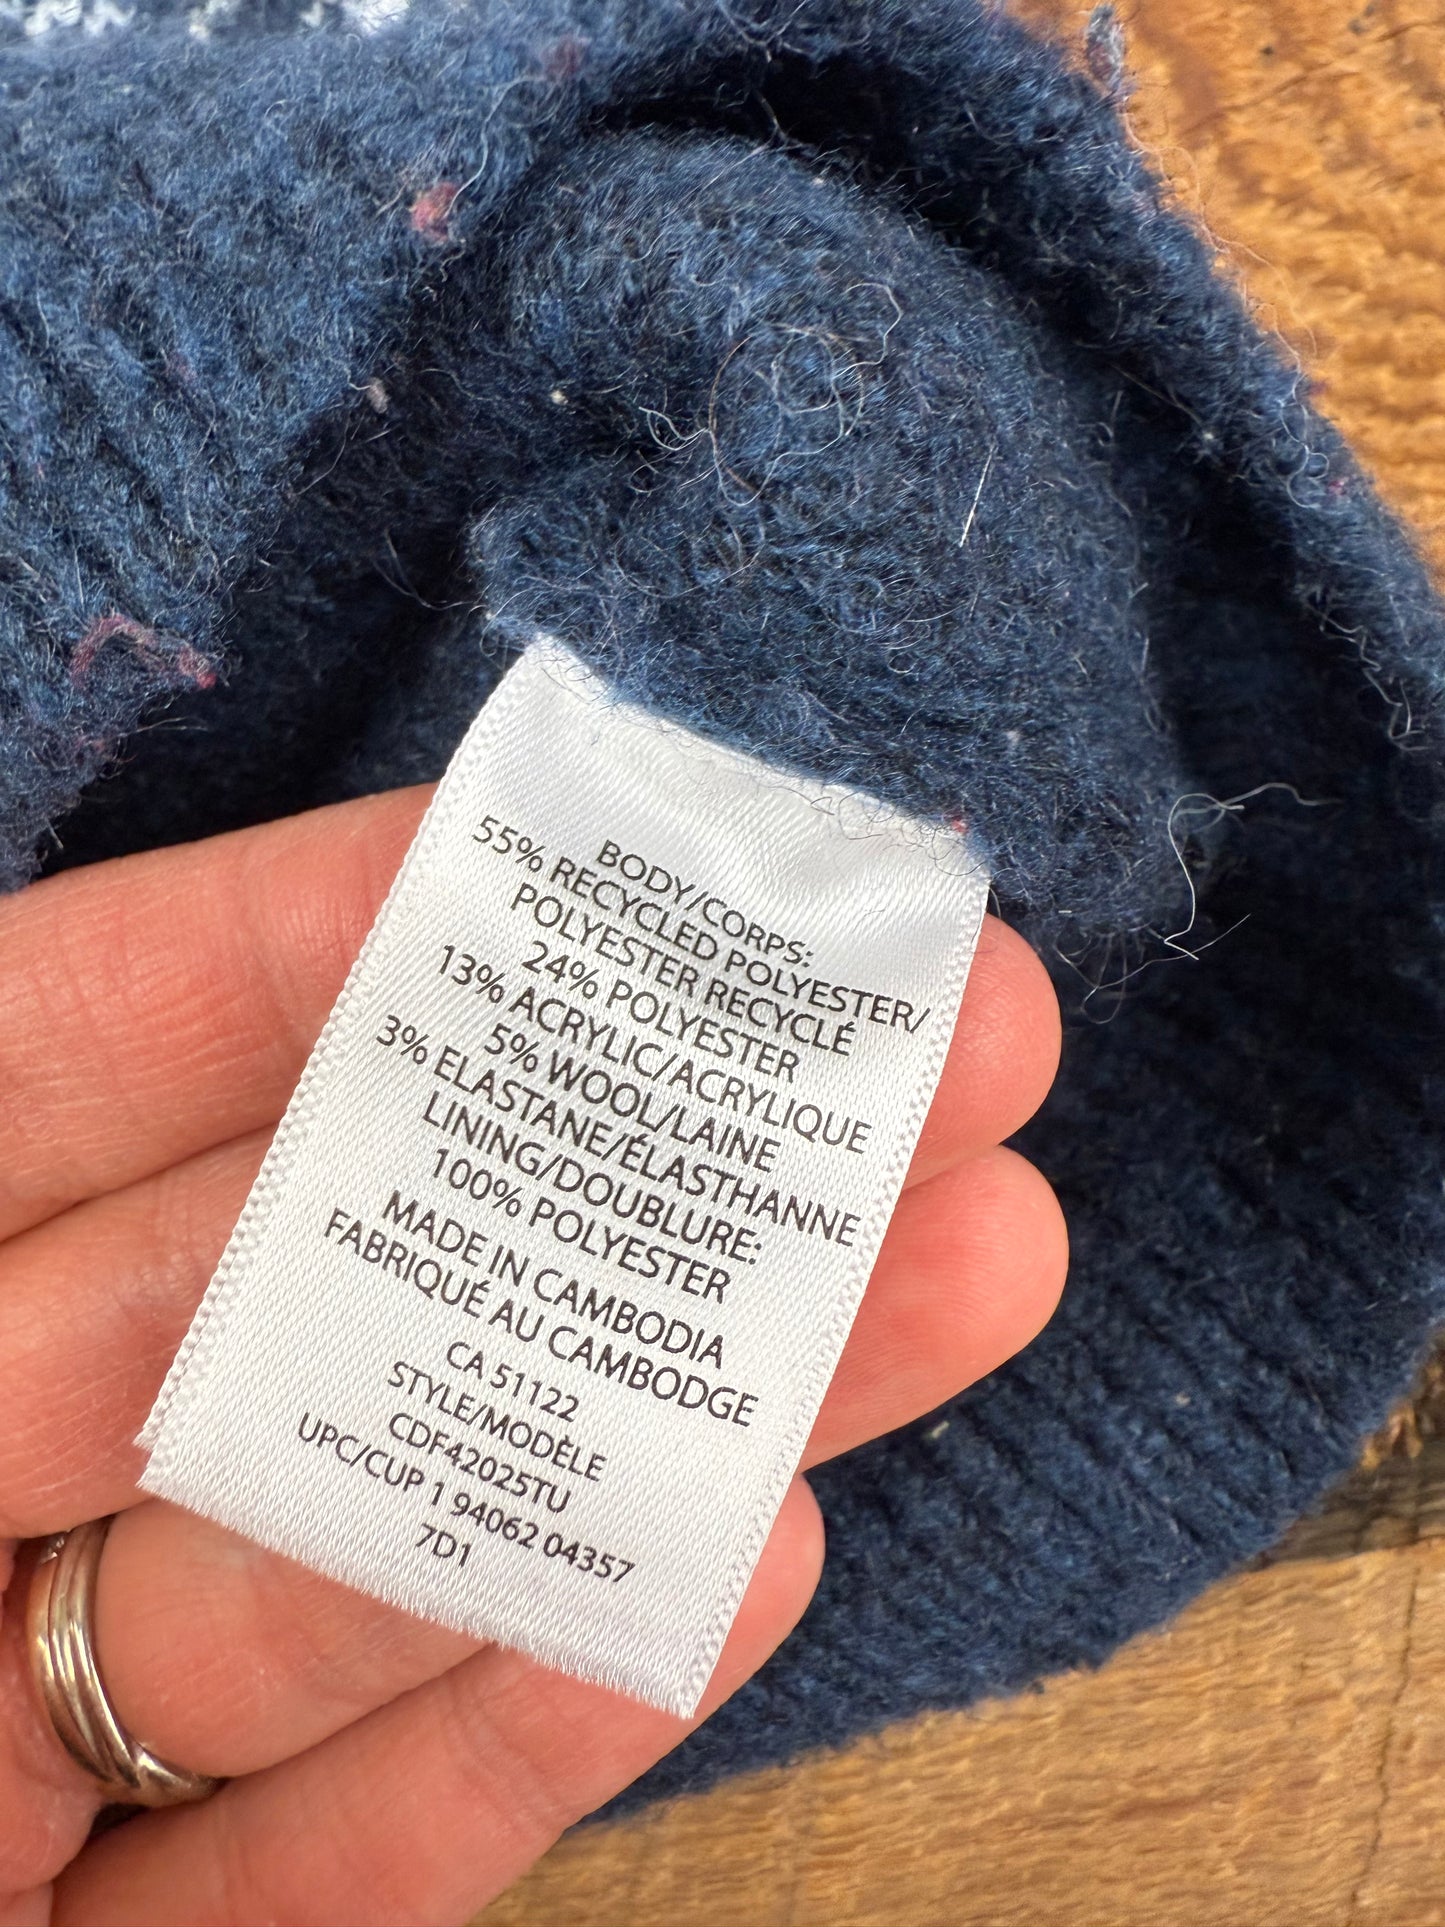 BODY/CORPS:
55% RECYCLED POLYESTER/
POLYESTER RECYCLÉ
24% POLYESTER
13% ACRYLIC/ACRYLIQUE
5% WOOL/LAINE
3% ELASTANE/ÉLASTHANNE
LINING/DOUBLURE:
100% POLYESTER
MADE IN CAMBODIA
FABRIQUÉ AU CAMBODGE
CA 51122
STYLE/MODÈLE
CDF42025TU
UPC/CUP 1 94062 04357
7D1